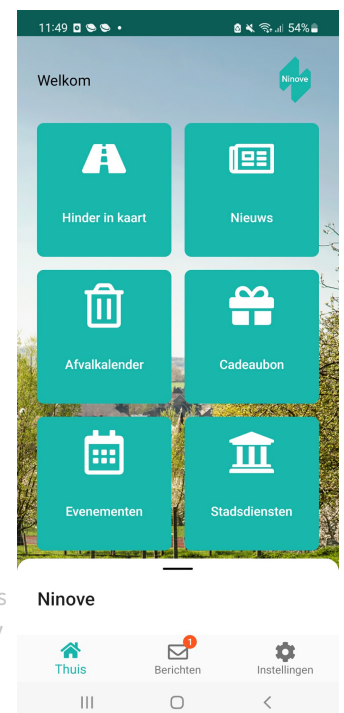 11:49 54%
Welkom
Ninove
Hinder in kaart
Nieuws
Afvalkalender
Cadeaubon
Evenementen
Stadsdiensten
Ninove
1
Thuis
Berichten
Instellingen